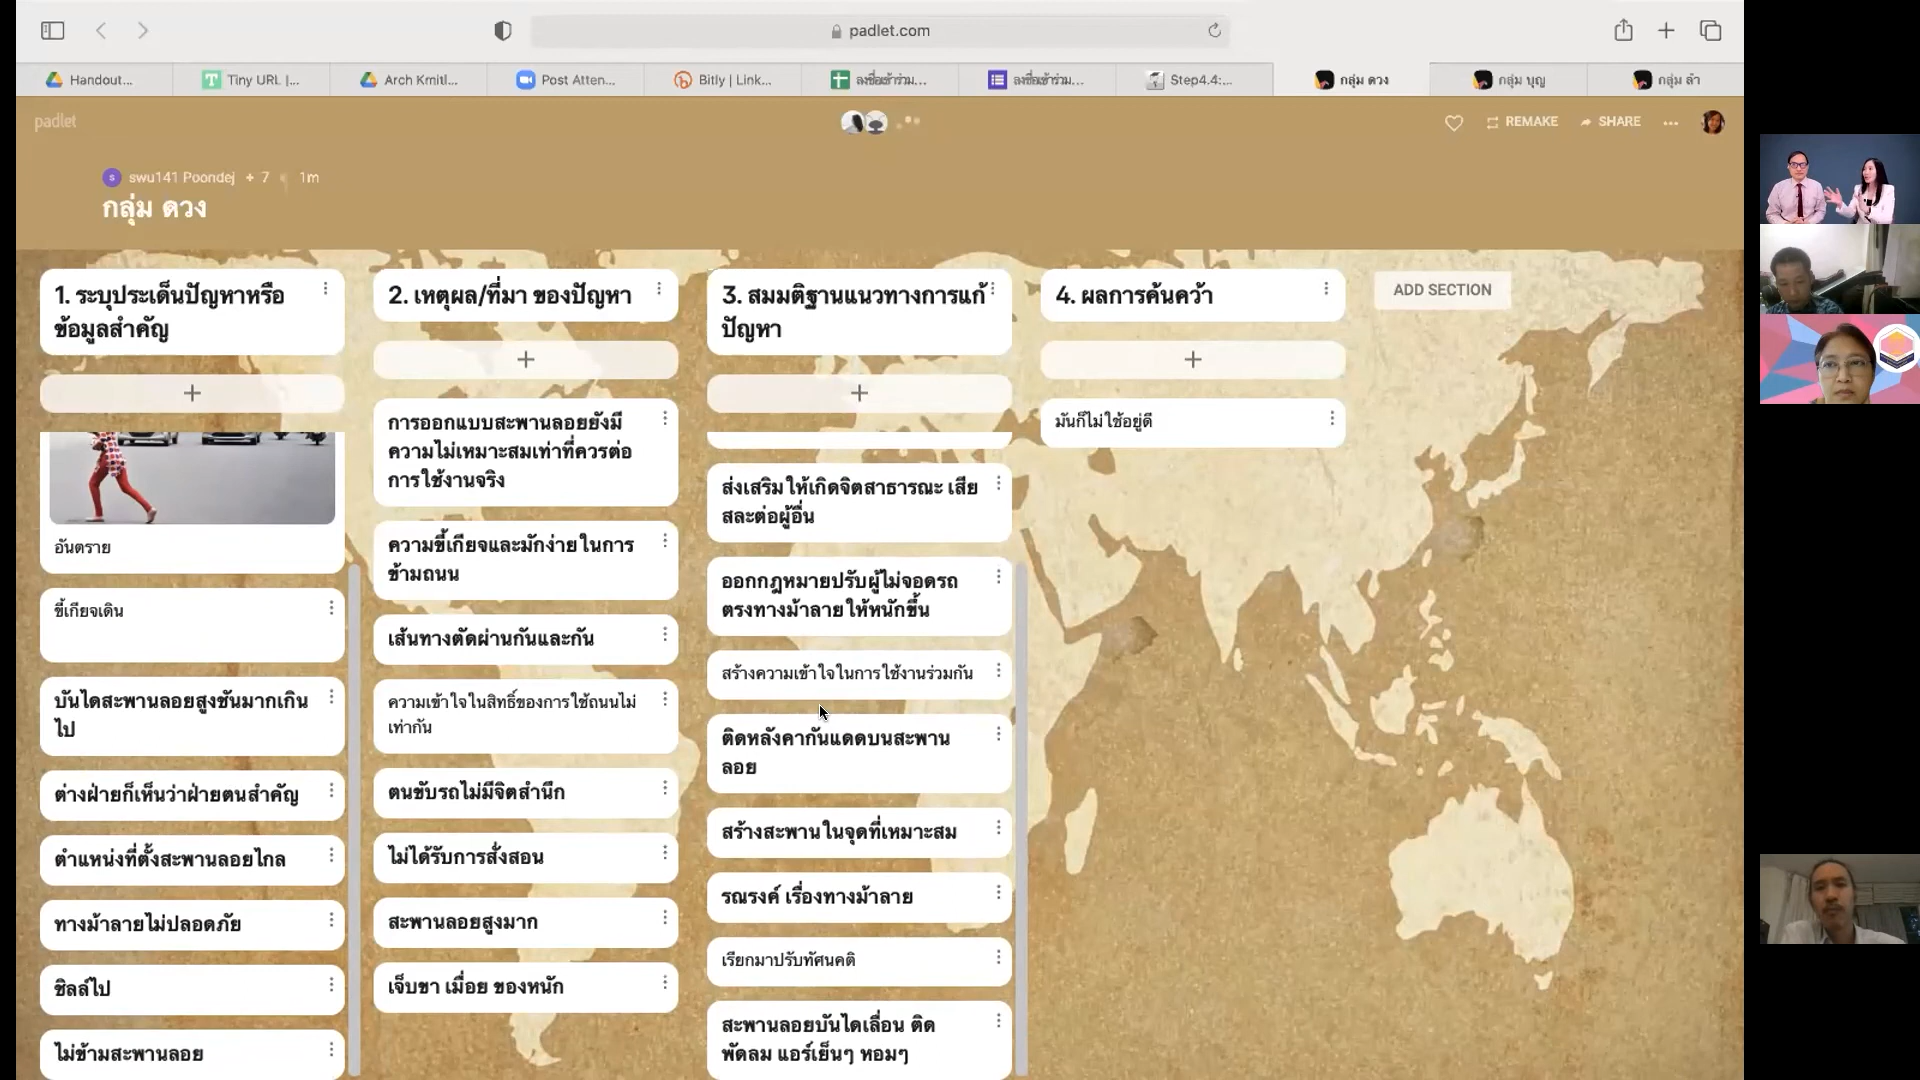 padlet.com
Handout...
Tiny URL |...
Arch Kmitl...
Post Atten...
Bitly | Link...
ลงชื่อเข้าร่วม...
ลงชื่อเข้าร่วม...
Step4.4:...
กลุ่ม ดวง
กลุ่ม บุญ
กลุ่ม ลำ
padlet
REMAKE
SHARE
swu141 Poondej + 7
1m
กลุ่ม ดวง
1. ระบุประเด็นปัญหาหรือ
ข้อมูลสำคัญ
อันตราย
ขี้เกียจเดิน
บันไดสะพานลอยสูงชันมากเกิน
ไป
ต่างฝ่ายก็เห็นว่าฝ่ายตนสำคัญ
ตำแหน่งที่ตั้งสะพานลอยไกล
ทางม้าลายไม่ปลอดภัย
ชิลล์ไป
ไม่ข้ามสะพานลอย
2. เหตุผล/ที่มา ของปัญหา
การออกแบบสะพานลอยยังมี
ความไม่เหมาะสมเท่าที่ควรต่อ
การใช้งานจริง
ความขี้เกียจและมักง่ายในการ
ข้ามถนน
เส้นทางตัดผ่านกันและกัน
ความเข้าใจในสิทธิ์ของการใช้ถนนไม่
เท่ากัน
ตนขับรถไม่มีจิตสำนึก
ไม่ได้รับการสั่งสอน
สะพานลอยสูงมาก
เจ็บขา เมื่อย ของหนัก
3. สมมติฐานแนวทางการแก้
ปัญหา
ส่งเสริมให้เกิดจิตสาธารณะ เสีย
สละต่อผู้อื่น
ออกกฎหมายปรับผู้ไม่จอดรถ
ตรงทางม้าลายให้หนักขึ้น
สร้างความเข้าใจในการใช้งานร่วมกัน
ติดหลังคากันแดดบนสะพาน
ลอย
สร้างสะพานในจุดที่เหมาะสม
รณรงค์ เรื่องทางม้าลาย
เรียกมาปรับทัศนคติ
สะพานลอยบันไดเลื่อน ติด
พัดลม แอร์เย็นๆ หอมๆ
4. ผลการค้นคว้า
มันก็ไม่ใช้อยู่ดี
ADD SECTION